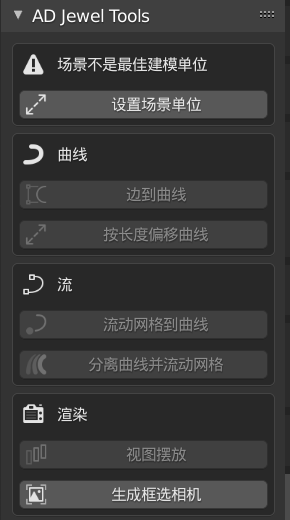 AD Jewel Tools
场景不是最佳建模单位
设置场景单位
曲线
边到曲线
按长度偏移曲线
流
流动网格到曲线
分离曲线并流动网格
渲染
视图摆放
生成框选相机